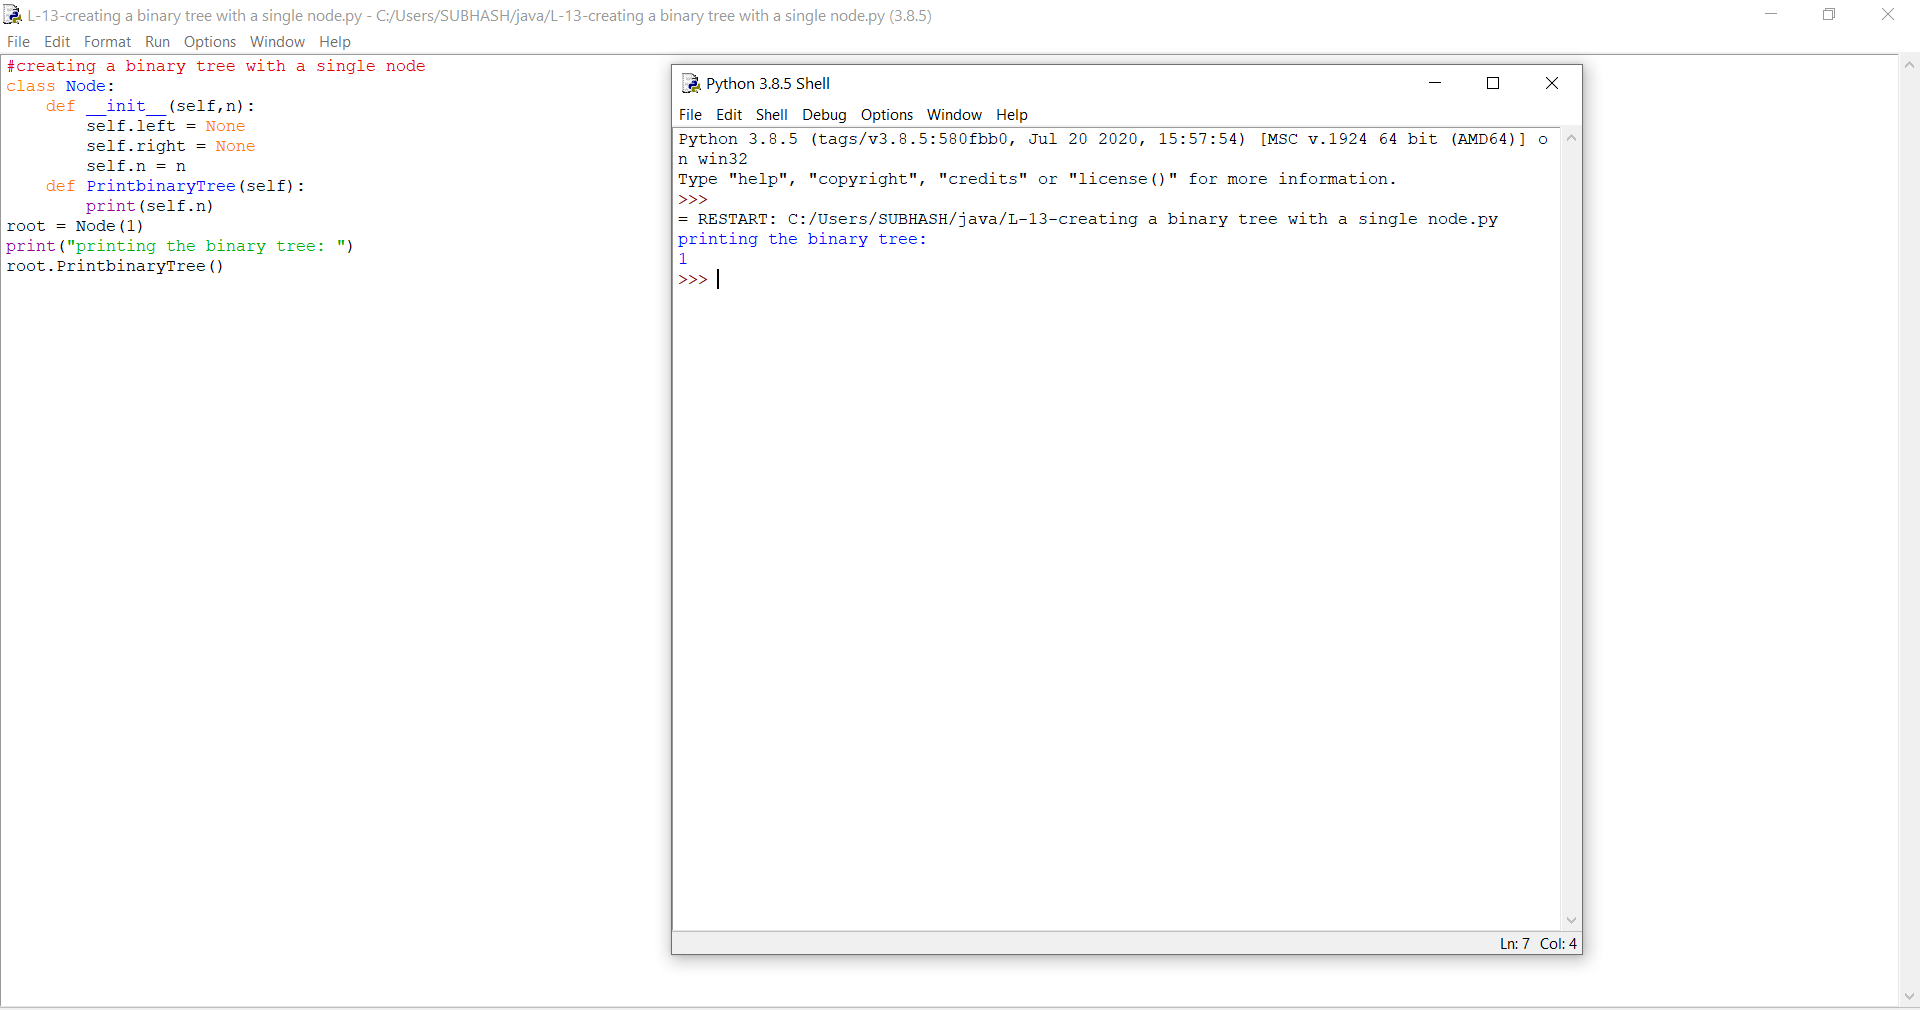 L-13-creating a binary tree with a single node.py - C:/Users/SUBHASH/java/L-13-creating a binary tree with a single node.py (3.8.5)
File Edit Format Run Options Window Help
#creating a binary tree with a single node
class Node:
    def __init__(self,n):
        self.left = None
        self.right = None
        self.n = n
    def PrintbinaryTree(self):
        print(self.n)
root = Node(1)
print("printing the binary tree: ")
root.PrintbinaryTree()
Python 3.8.5 Shell
File Edit Shell Debug Options Window Help
Python 3.8.5 (tags/v3.8.5:580fbb0, Jul 20 2020, 15:57:54) [MSC v.1924 64 bit (AMD64)] o
n win32
Type "help", "copyright", "credits" or "license()" for more information.
>>>
= RESTART: C:/Users/SUBHASH/java/L-13-creating a binary tree with a single node.py
printing the binary tree:
1
>>>
Ln: 7 Col: 4